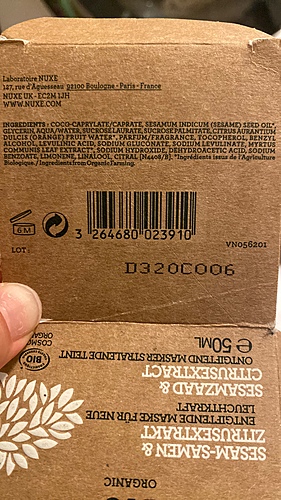 Laboratoire NUXE
127, rue d'Aguesseau 92100 Boulogne - Paris - France
NUXE UK - EC2M 1JH
WWW.NUXE.COM
INGREDIENTS : COCO-CAPRYLATE/CAPRATE, SESAMUM INDICUM (SESAME) SEED OIL*,
GLYCERIN, AQUA/WATER, SUCROSE LAURATE, SUCROSE PALMITATE, CITRUS AURANTIUM
DULCIS (ORANGE) FRUIT WATER*, PARFUM/FRAGRANCE, TOCOPHEROL, BENZYL
ALCOHOL, LEVULINIC ACID, SODIUM GLUCONATE, SODIUM LEVULINATE, MYRTUS
COMMUNIS LEAF EXTRACT*, SODIUM HYDROXIDE, DEHYDROACETIC ACID, SODIUM
BENZOATE, LIMONENE, LINALOOL, CITRAL [N4408/B]. *Ingrédients issus de l'Agriculture
Biologique./Ingredients from Organic farming.
6M
3 264680 023910
VN056201
LOT :
D320C006
COSMOS
ORGANIC
BIO
℮ 50ML
ONTGIFTEND MASKER STRALENDE TEINT
CITRUSEXTRACT
SESAMZAAD &
LEUCHTKRAFT
ENTGIFTENDE MASKE FÜR NEUE
ZITRUSEXTRAKT
SESAM-SAMEN &
ORGANIC